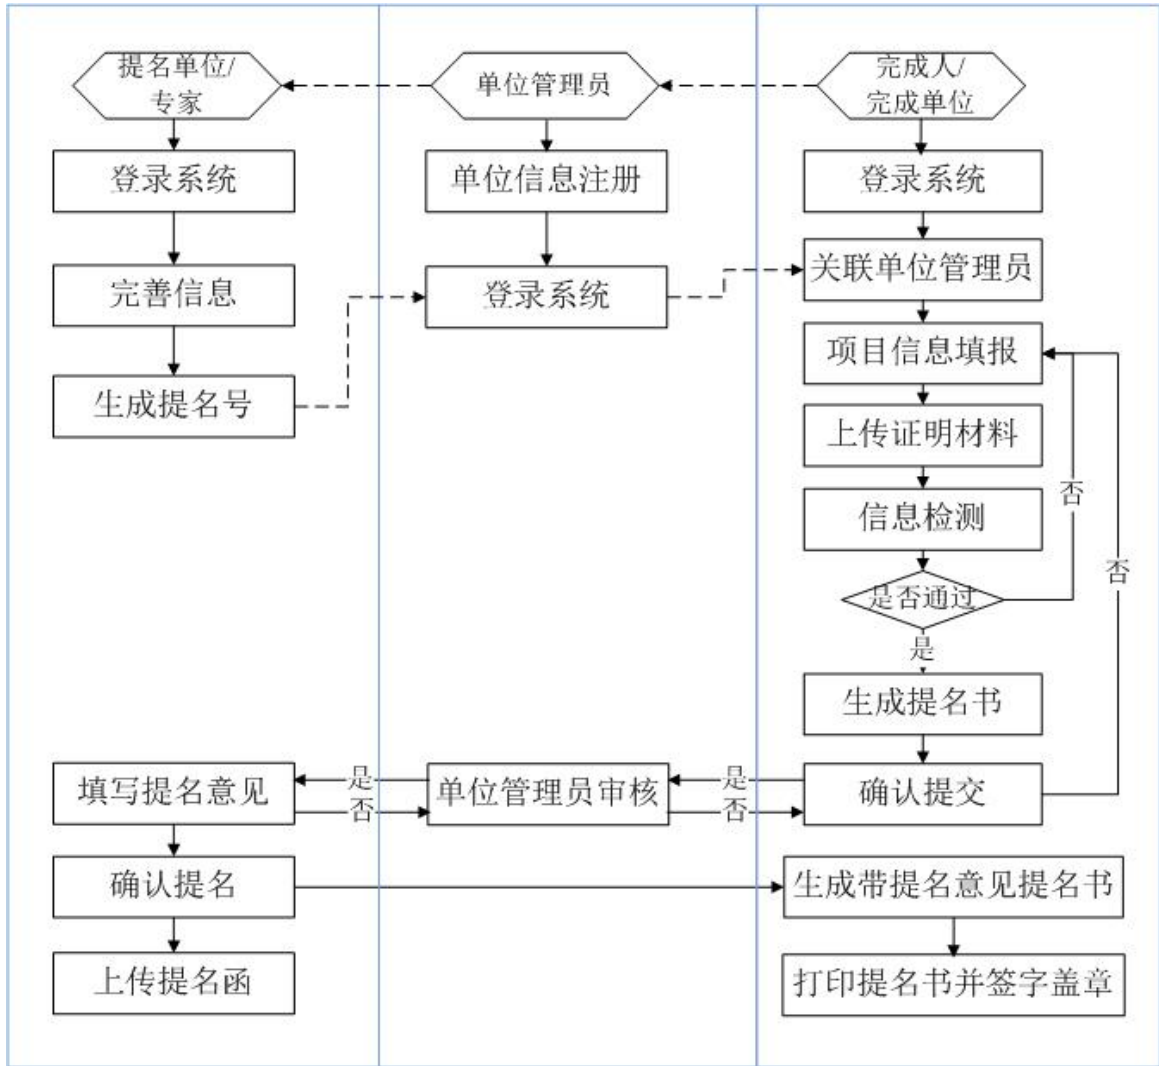 提名单位/
专家
单位管理员
完成人/
完成单位
登录系统
单位信息注册
登录系统
完善信息
登录系统
关联单位管理员
生成提名号
项目信息填报
上传证明材料
否
信息检测
否
是否通过
是
生成提名书
填写提名意见
是
否
单位管理员审核
是
否
确认提交
确认提名
生成带提名意见提名书
上传提名函
打印提名书并签字盖章